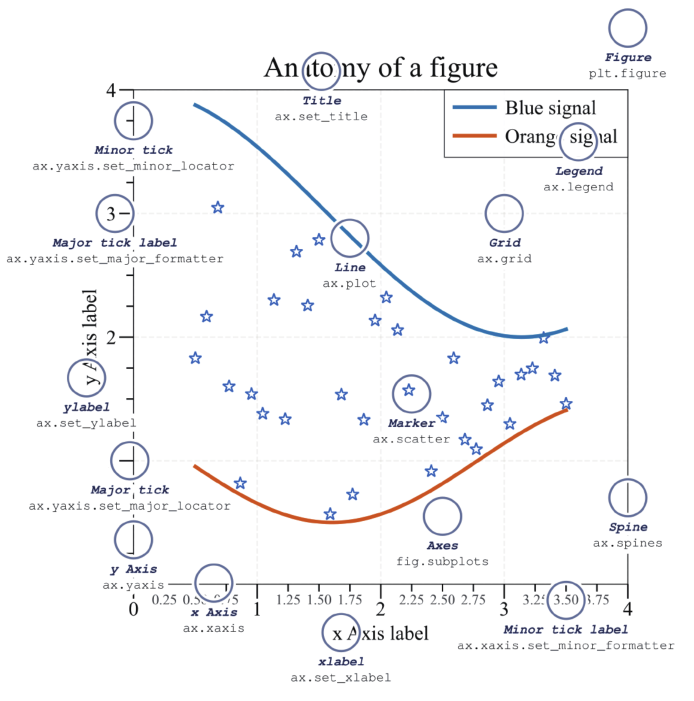 Figure
plt.figure
Anatomy of a figure
Title
ax.set_title
4
Blue signal
Orange signal
Legend
ax.legend
Minor tick
ax.yaxis.set_minor_locator
3
Major tick label
ax.yaxis.set_major_formatter
Grid
ax.grid
Line
ax.plot
y Axis label
2
ylabel
ax.set_ylabel
Marker
ax.scatter
Major tick
ax.yaxis.set_major_locator
Spine
ax.spines
Axes
fig.subplots
y Axis
ax.yaxis
0.25 0.50 0.75 1.25 1.50 1.75 2.25 2.50 2.75 3.25 3.50 3.75
0 1 2 3 4
x Axis
ax.xaxis
Minor tick label
ax.xaxis.set_minor_formatter
x Axis label
xlabel
ax.set_xlabel